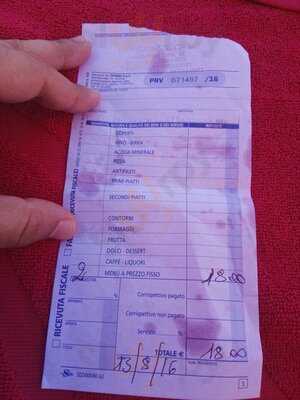 PRV 071497 /16
RICEVUTA FISCALE
COPERTI
VINO - BIRRA
ACQUA MINERALE
PIZZA
ANTIPASTI
PRIMI PIATTI
SECONDI PIATTI
CONTORNI
FORMAGGI
FRUTTA
DOLCI - DESSERT
CAFFÈ - LIQUORI
2 MENÙ A PREZZO FISSO 18.00
% Corrispettivo pagato
Corrispettivo non pagato
Servizio %
TOTALE € 18.00
13/8/16